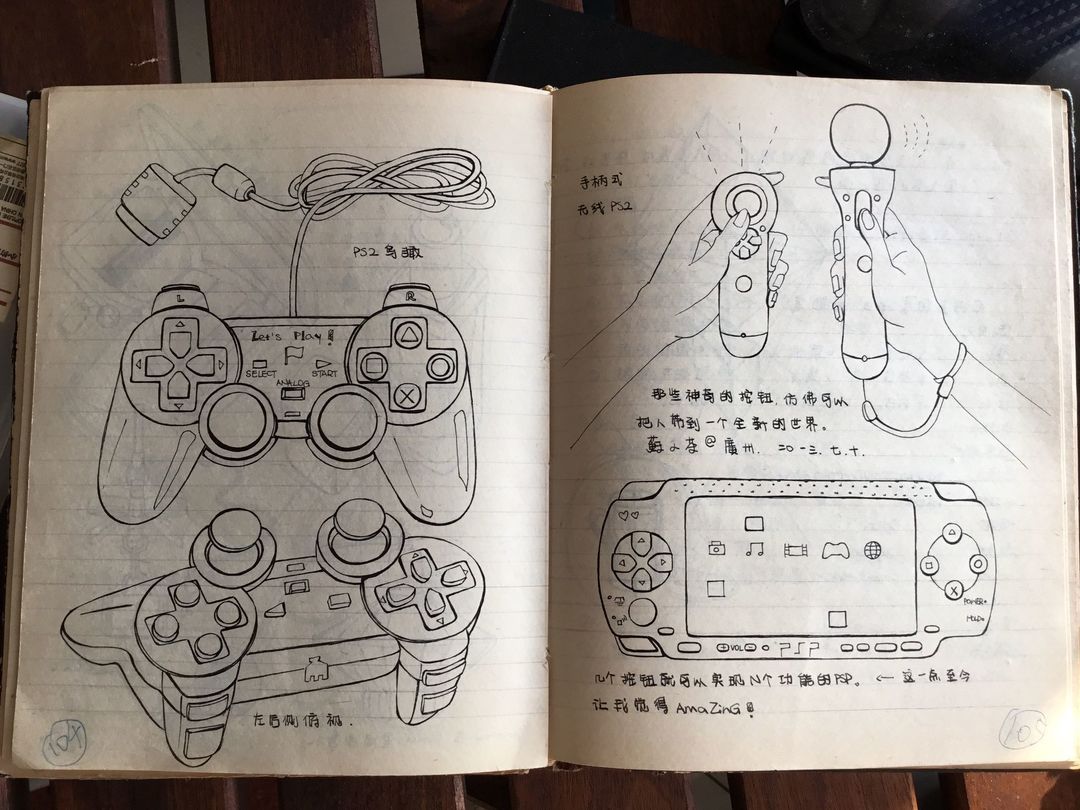 PS2 鸟瞰
L
R
Let's Play!
SELECT
START
ANALOG
左后侧俯视.
104
手柄式
无线 PS2
那些神奇的按钮,仿佛可以
把人带到一个全新的世界。
@廣州. 二〇一三.七.十.
POWER
HOLD
VOL
PSP
几个按钮就可以实现N个功能的PSP。← 这一点至今
让我觉得 AmaZinG!
105